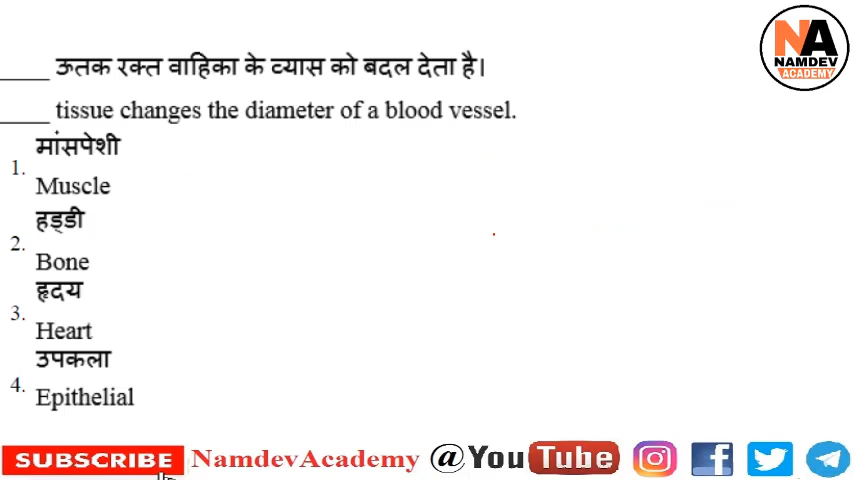 NA
NAMDEV
ACADEMY
____ ऊतक रक्त वाहिका के व्यास को बदल देता है।
____ tissue changes the diameter of a blood vessel.
मांसपेशी
1.
Muscle
हड्डी
2.
Bone
हृदय
3.
Heart
उपकला
4.
Epithelial
SUBSCRIBE NamdevAcademy @YouTube